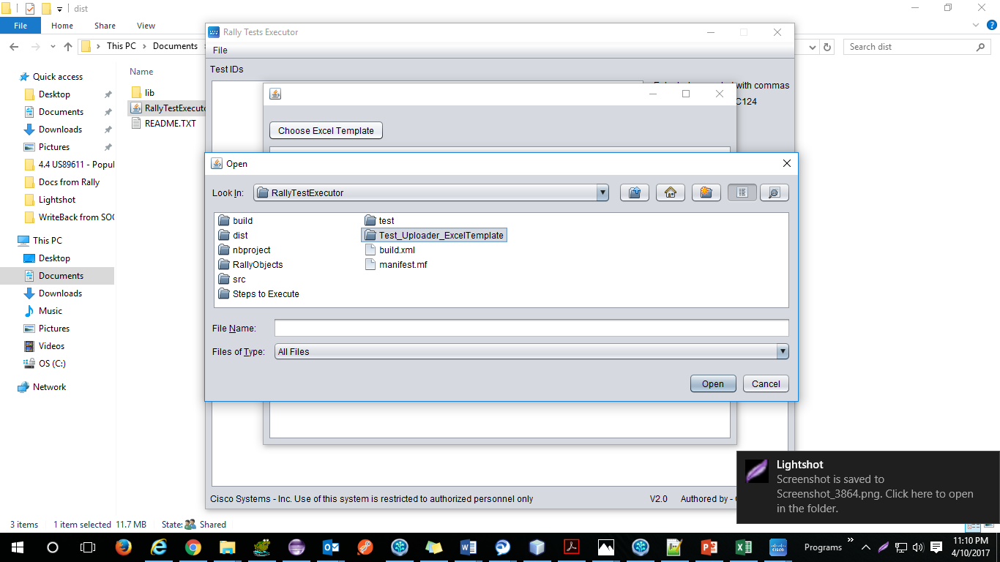 dist
File Home Share View
This PC Documents
Search dist
Quick access
Desktop
Documents
Downloads
Pictures
4.4 US89611 - Popul
Docs from Rally
Lightshot
WriteBack from SO
This PC
Desktop
Documents
Downloads
Music
Pictures
Videos
OS (C:)
Network
Name
lib
RallyTestExecuto
README.TXT
Rally Tests Executor
File
Test IDs
with commas
C124
Choose Excel Template
Open
Look In: RallyTestExecutor
build
dist
nbproject
RallyObjects
src
Steps to Execute
test
Test_Uploader_ExcelTemplate
build.xml
manifest.mf
File Name:
Files of Type: All Files
Open Cancel
Cisco Systems - Inc. Use of this system is restricted to authorized personnel only V2.0 Authored by -
Lightshot
Screenshot is saved to
Screenshot_3864.png. Click here to open
in the folder.
3 items 1 item selected 11.7 MB State: Shared
Programs
11:10 PM
4/10/2017